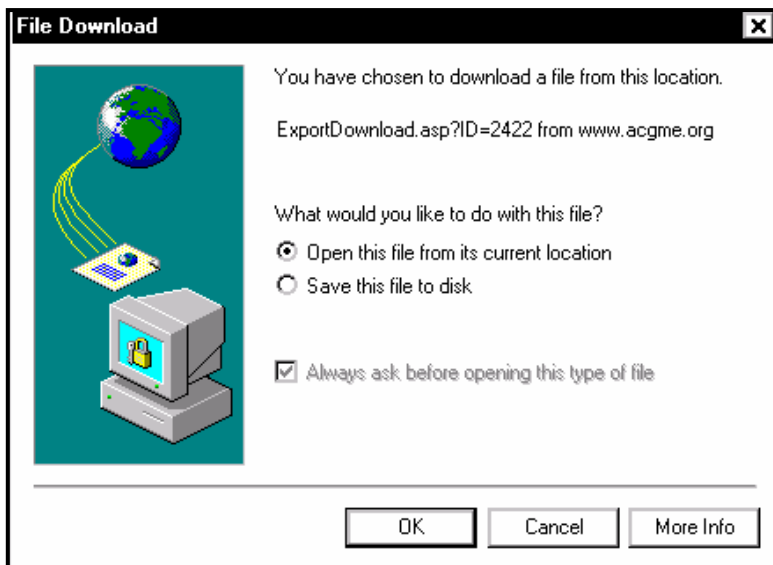 File Download
You have chosen to download a file from this location.
ExportDownload.asp?ID=2422 from www.acgme.org
What would you like to do with this file?
Open this file from its current location
Save this file to disk
Always ask before opening this type of file
OK Cancel More Info